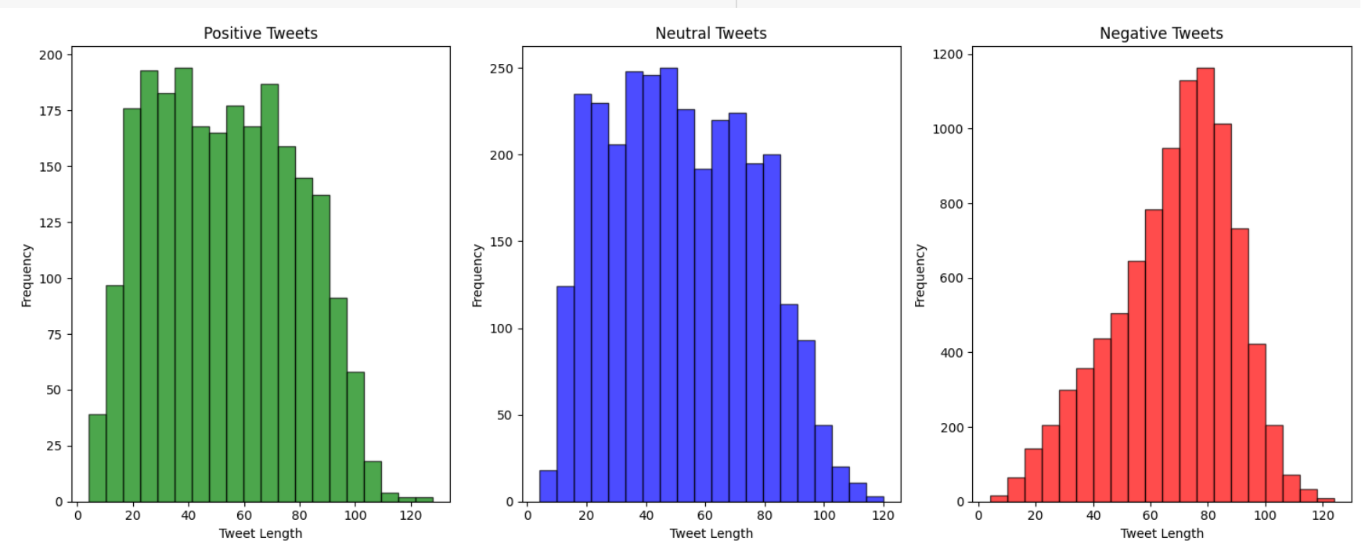 Positive Tweets
Frequency
200
175
150
125
100
75
50
25
0
0 20 40 60 80 100 120
Tweet Length
Neutral Tweets
Frequency
250
200
150
100
50
0
0 20 40 60 80 100 120
Tweet Length
Negative Tweets
Frequency
1200
1000
800
600
400
200
0
0 20 40 60 80 100 120
Tweet Length